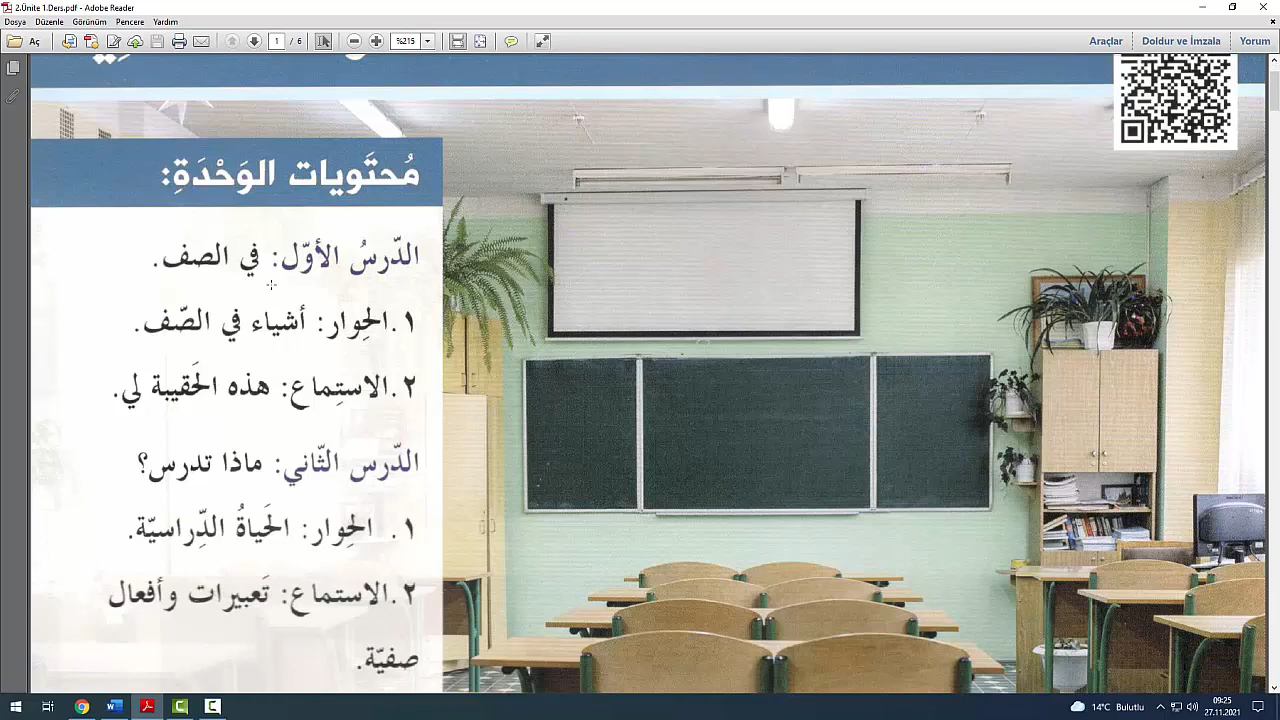 2.Ünite 1.Ders.pdf - Adobe Reader
Dosya Düzenle Görünüm Pencere Yardım
Aç 1 / 6 %215 Araçlar Doldur ve İmzala Yorum
مُحتَويات الوَحْدَةِ:
الدّرسُ الأوّل: في الصف.
١.الحِوار: أشياء في الصّف.
٢.الاستِماع: هذه الحَقيبة لي.
الدّرس الثّاني: ماذا تدرس؟
١. الحِوار: الحَياةُ الدِّراسيّة.
٢.الاستماع: تَعبيرات وأفعال
صفيّة.
14°C Bulutlu 09:25
27.11.2021